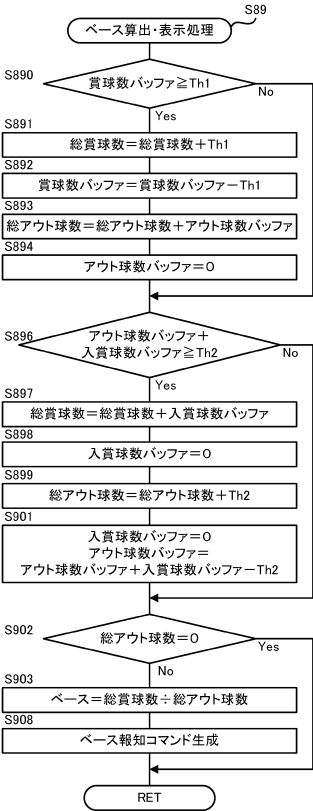 S89
ベース算出・表示処理
S890
賞球数バッファ≧Th1
No
Yes
S891
総賞球数＝総賞球数＋Th1
S892
賞球数バッファ＝賞球数バッファーTh1
S893
総アウト球数＝総アウト球数＋アウト球数バッファ
S894
アウト球数バッファ＝0
S896
アウト球数バッファ＋
入賞球数バッファ≧Th2
No
Yes
S897
総賞球数＝総賞球数＋入賞球数バッファ
S898
入賞球数バッファ＝0
S899
総アウト球数＝総アウト球数＋Th2
S901
入賞球数バッファ＝0
アウト球数バッファ＝
アウト球数バッファ＋入賞球数バッファーTh2
S902
総アウト球数＝0
Yes
No
S903
ベース＝総賞球数÷総アウト球数
S908
ベース報知コマンド生成
RET